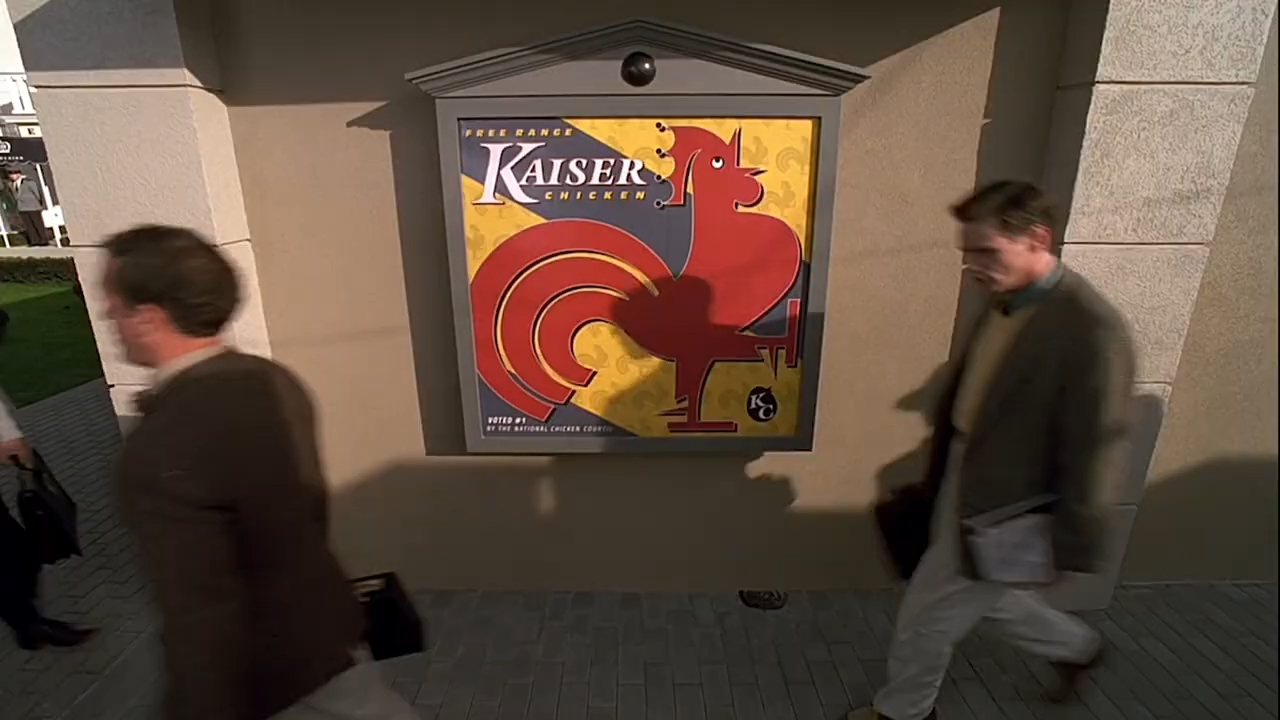 FREE RANGE
KAISER
CHICKEN
KC
VOTED #1
BY THE NATIONAL CHICKEN COUNCIL